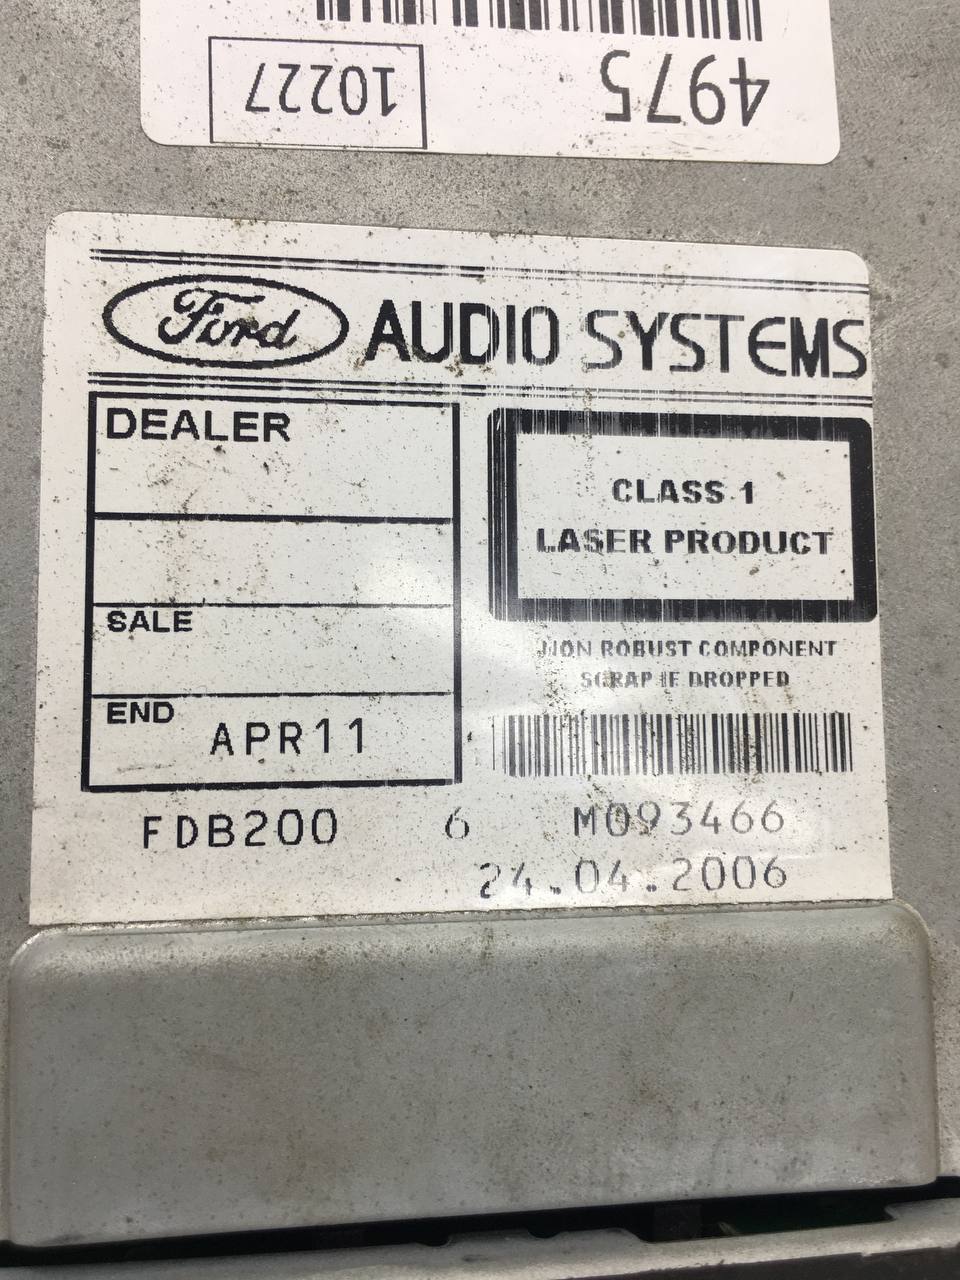 4975
10227
Ford AUDIO SYSTEMS
DEALER
CLASS 1
LASER PRODUCT
SALE
NON ROBUST COMPONENT
SCRAP IF DROPPED
END APR11
FDB200 6 M093466
24.04.2006